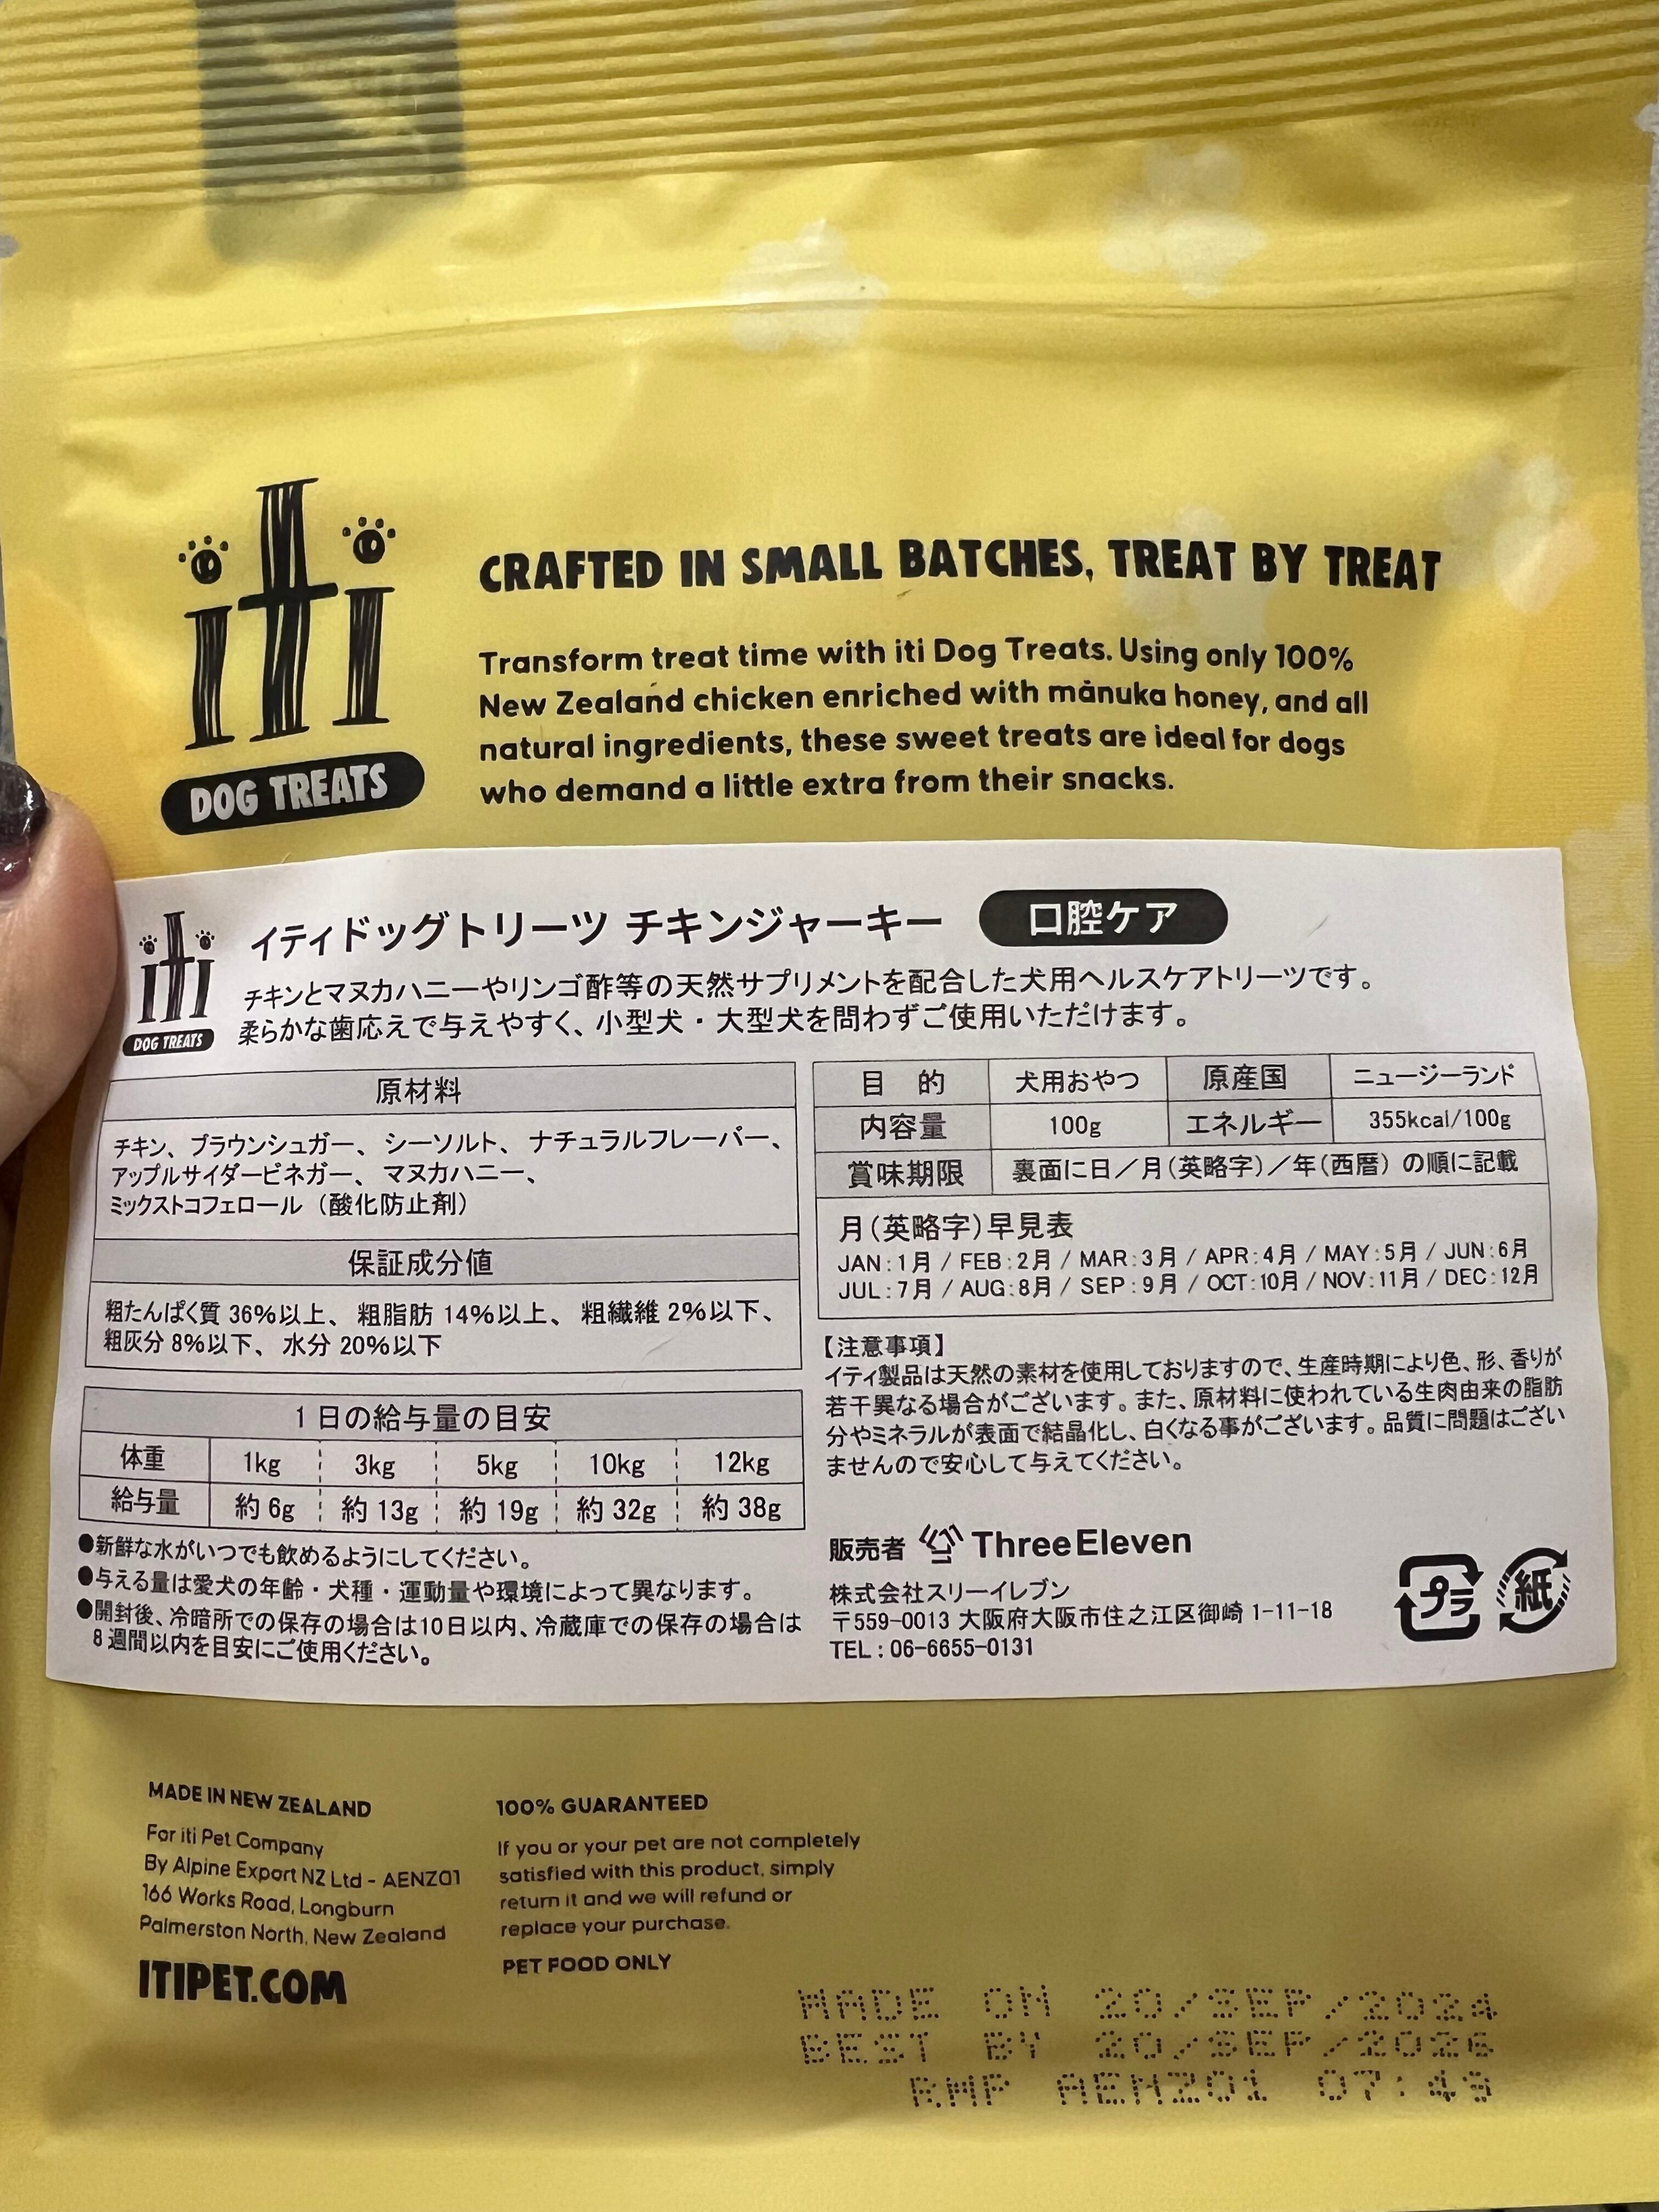 iti
DOG TREATS
CRAFTED IN SMALL BATCHES, TREAT BY TREAT
Transform treat time with iti Dog Treats. Using only 100%
New Zealand chicken enriched with mānuka honey, and all
natural ingredients, these sweet treats are ideal for dogs
who demand a little extra from their snacks.
iti
DOG TREATS
イティドッグトリーツ チキンジャーキー 口腔ケア
チキンとマヌカハニーやリンゴ酢等の天然サプリメントを配合した犬用ヘルスケアトリーツです。
柔らかな歯応えで与えやすく、小型犬・大型犬を問わずご使用いただけます。
原材料
チキン、ブラウンシュガー、シーソルト、ナチュラルフレーバー、
アップルサイダービネガー、マヌカハニー、
ミックストコフェロール（酸化防止剤）
保証成分値
粗たんぱく質 36%以上、粗脂肪 14%以上、粗繊維 2%以下、
粗灰分 8%以下、水分 20%以下
1日の給与量の目安
体重 1kg 3kg 5kg 10kg 12kg
給与量 約 6g 約 13g 約 19g 約 32g 約 38g
●新鮮な水がいつでも飲めるようにしてください。
●与える量は愛犬の年齢・犬種・運動量や環境によって異なります。
●開封後、冷暗所での保存の場合は10日以内、冷蔵庫での保存の場合は
8週間以内を目安にご使用ください。
目 的 犬用おやつ 原産国 ニュージーランド
内容量 100g エネルギー 355kcal/100g
賞味期限 裏面に日／月(英略字)／年(西暦) の順に記載
月(英略字)早見表
JAN:1月 / FEB:2月 / MAR:3月 / APR:4月 / MAY:5月 / JUN:6月
JUL:7月 / AUG:8月 / SEP:9月 / OCT:10月 / NOV:11月 / DEC:12月
【注意事項】
イティ製品は天然の素材を使用しておりますので、生産時期により色、形、香りが
若干異なる場合がございます。また、原材料に使われている生肉由来の脂肪
分やミネラルが表面で結晶化し、白くなる事がございます。品質に問題はござい
ませんので安心して与えてください。
販売者 ThreeEleven
株式会社スリーイレブン
〒559-0013 大阪府大阪市住之江区御崎 1-11-18
TEL：06-6655-0131
プラ
紙
MADE IN NEW ZEALAND
For iti Pet Company
By Alpine Export NZ Ltd - AENZ01
166 Works Road, Longburn
Palmerston North, New Zealand
ITIPET.COM
100% GUARANTEED
If you or your pet are not completely
satisfied with this product, simply
return it and we will refund or
replace your purchase.
PET FOOD ONLY
MADE ON 20/SEP/2024
BEST BY 20/SEP/2026
RMP AENZ01 07:49